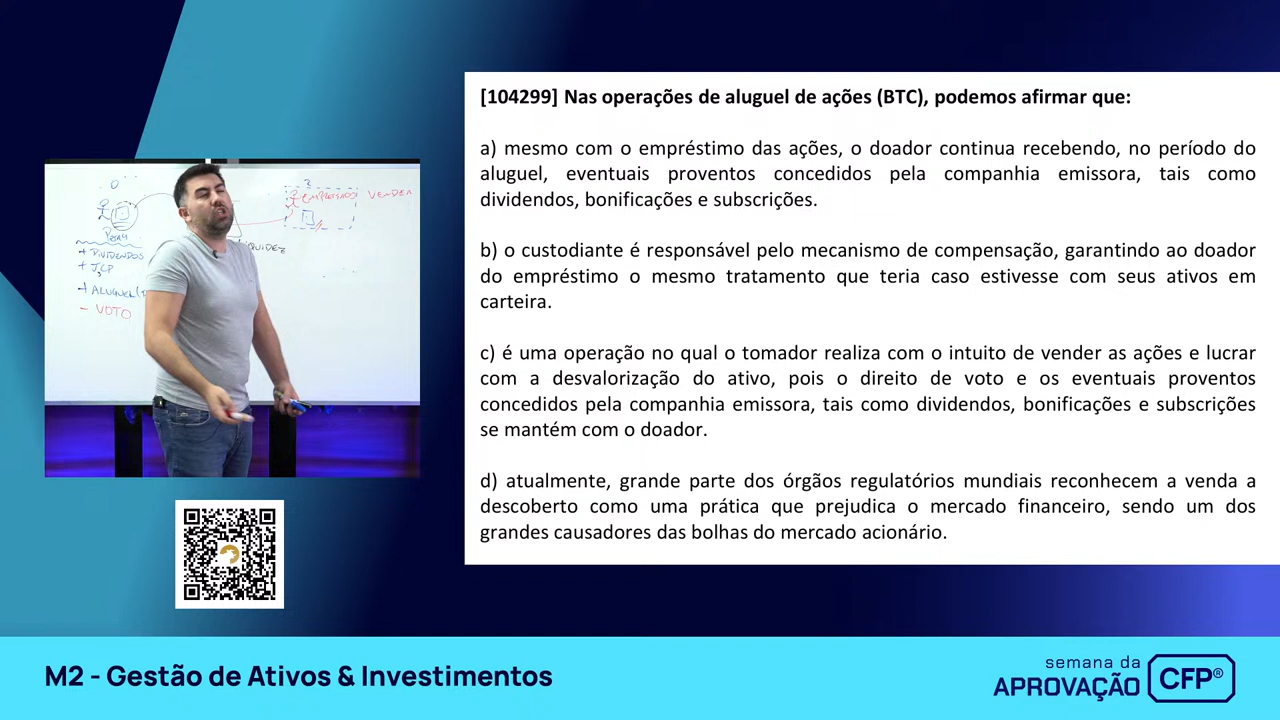 [104299] Nas operações de aluguel de ações (BTC), podemos afirmar que:
a) mesmo com o empréstimo das ações, o doador continua recebendo, no período do
aluguel, eventuais proventos concedidos pela companhia emissora, tais como
dividendos, bonificações e subscrições.
b) o custodiante é responsável pelo mecanismo de compensação, garantindo ao doador
do empréstimo o mesmo tratamento que teria caso estivesse com seus ativos em
carteira.
c) é uma operação no qual o tomador realiza com o intuito de vender as ações e lucrar
com a desvalorização do ativo, pois o direito de voto e os eventuais proventos
concedidos pela companhia emissora, tais como dividendos, bonificações e subscrições
se mantém com o doador.
d) atualmente, grande parte dos órgãos regulatórios mundiais reconhecem a venda a
descoberto como uma prática que prejudica o mercado financeiro, sendo um dos
grandes causadores das bolhas do mercado acionário.
+ DIVIDENDOS
+ JCP
+ ALUGUEL
- VOTO
M2 - Gestão de Ativos & Investimentos
semana da
APROVAÇÃO CFP®